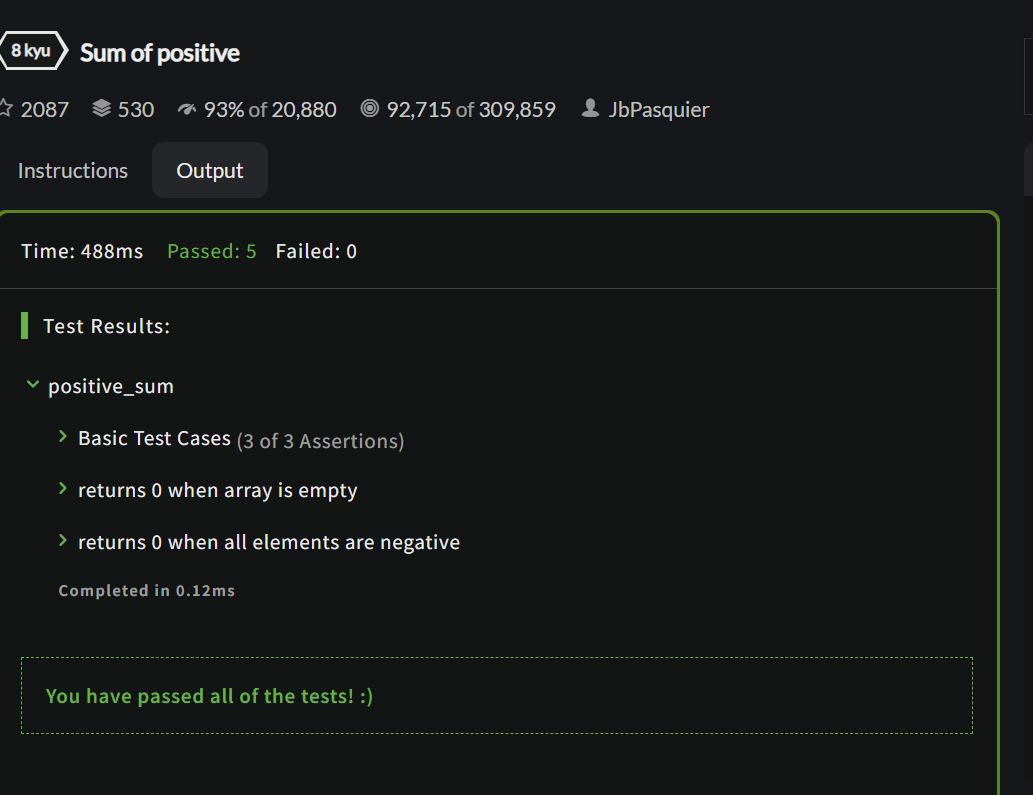 8 kyu Sum of positive
2087 530 93% of 20,880 92,715 of 309,859 JbPasquier
Instructions Output
Time: 488ms Passed: 5 Failed: 0
Test Results:
positive_sum
Basic Test Cases (3 of 3 Assertions)
returns 0 when array is empty
returns 0 when all elements are negative
Completed in 0.12ms
You have passed all of the tests! :)